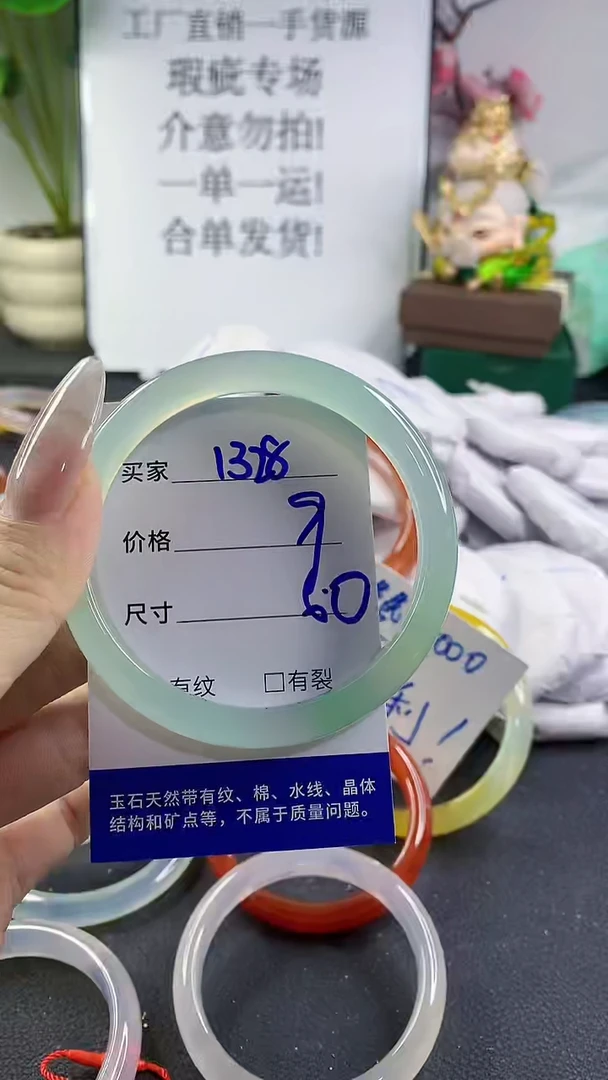 工厂直销一手货源
瑕疵专场
介意勿拍!
一单一运!
合单发货!
买家 1328
价格
尺寸 60
有纹 □有裂
玉石天然带有纹、棉、水线、晶体
结构和矿点等，不属于质量问题。